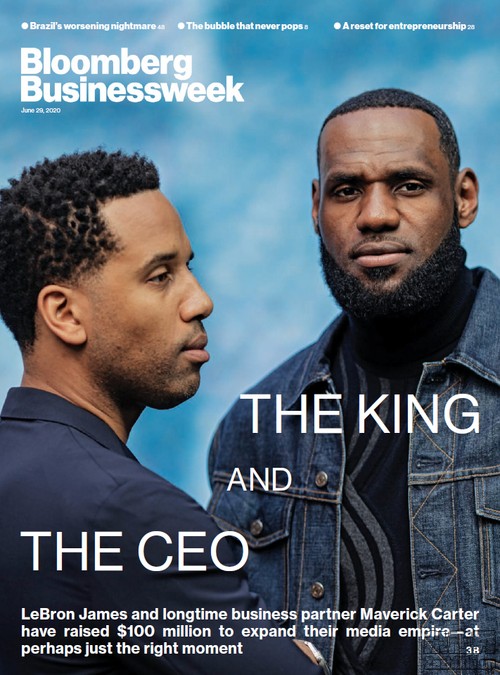 Brazil's worsening nightmare 48 The bubble that never pops 8 A reset for entrepreneurship 28
Bloomberg
Businessweek
June 29, 2020
THE KING
AND
THE CEO
LeBron James and longtime business partner Maverick Carter
have raised $100 million to expand their media empire—at
perhaps just the right moment
38